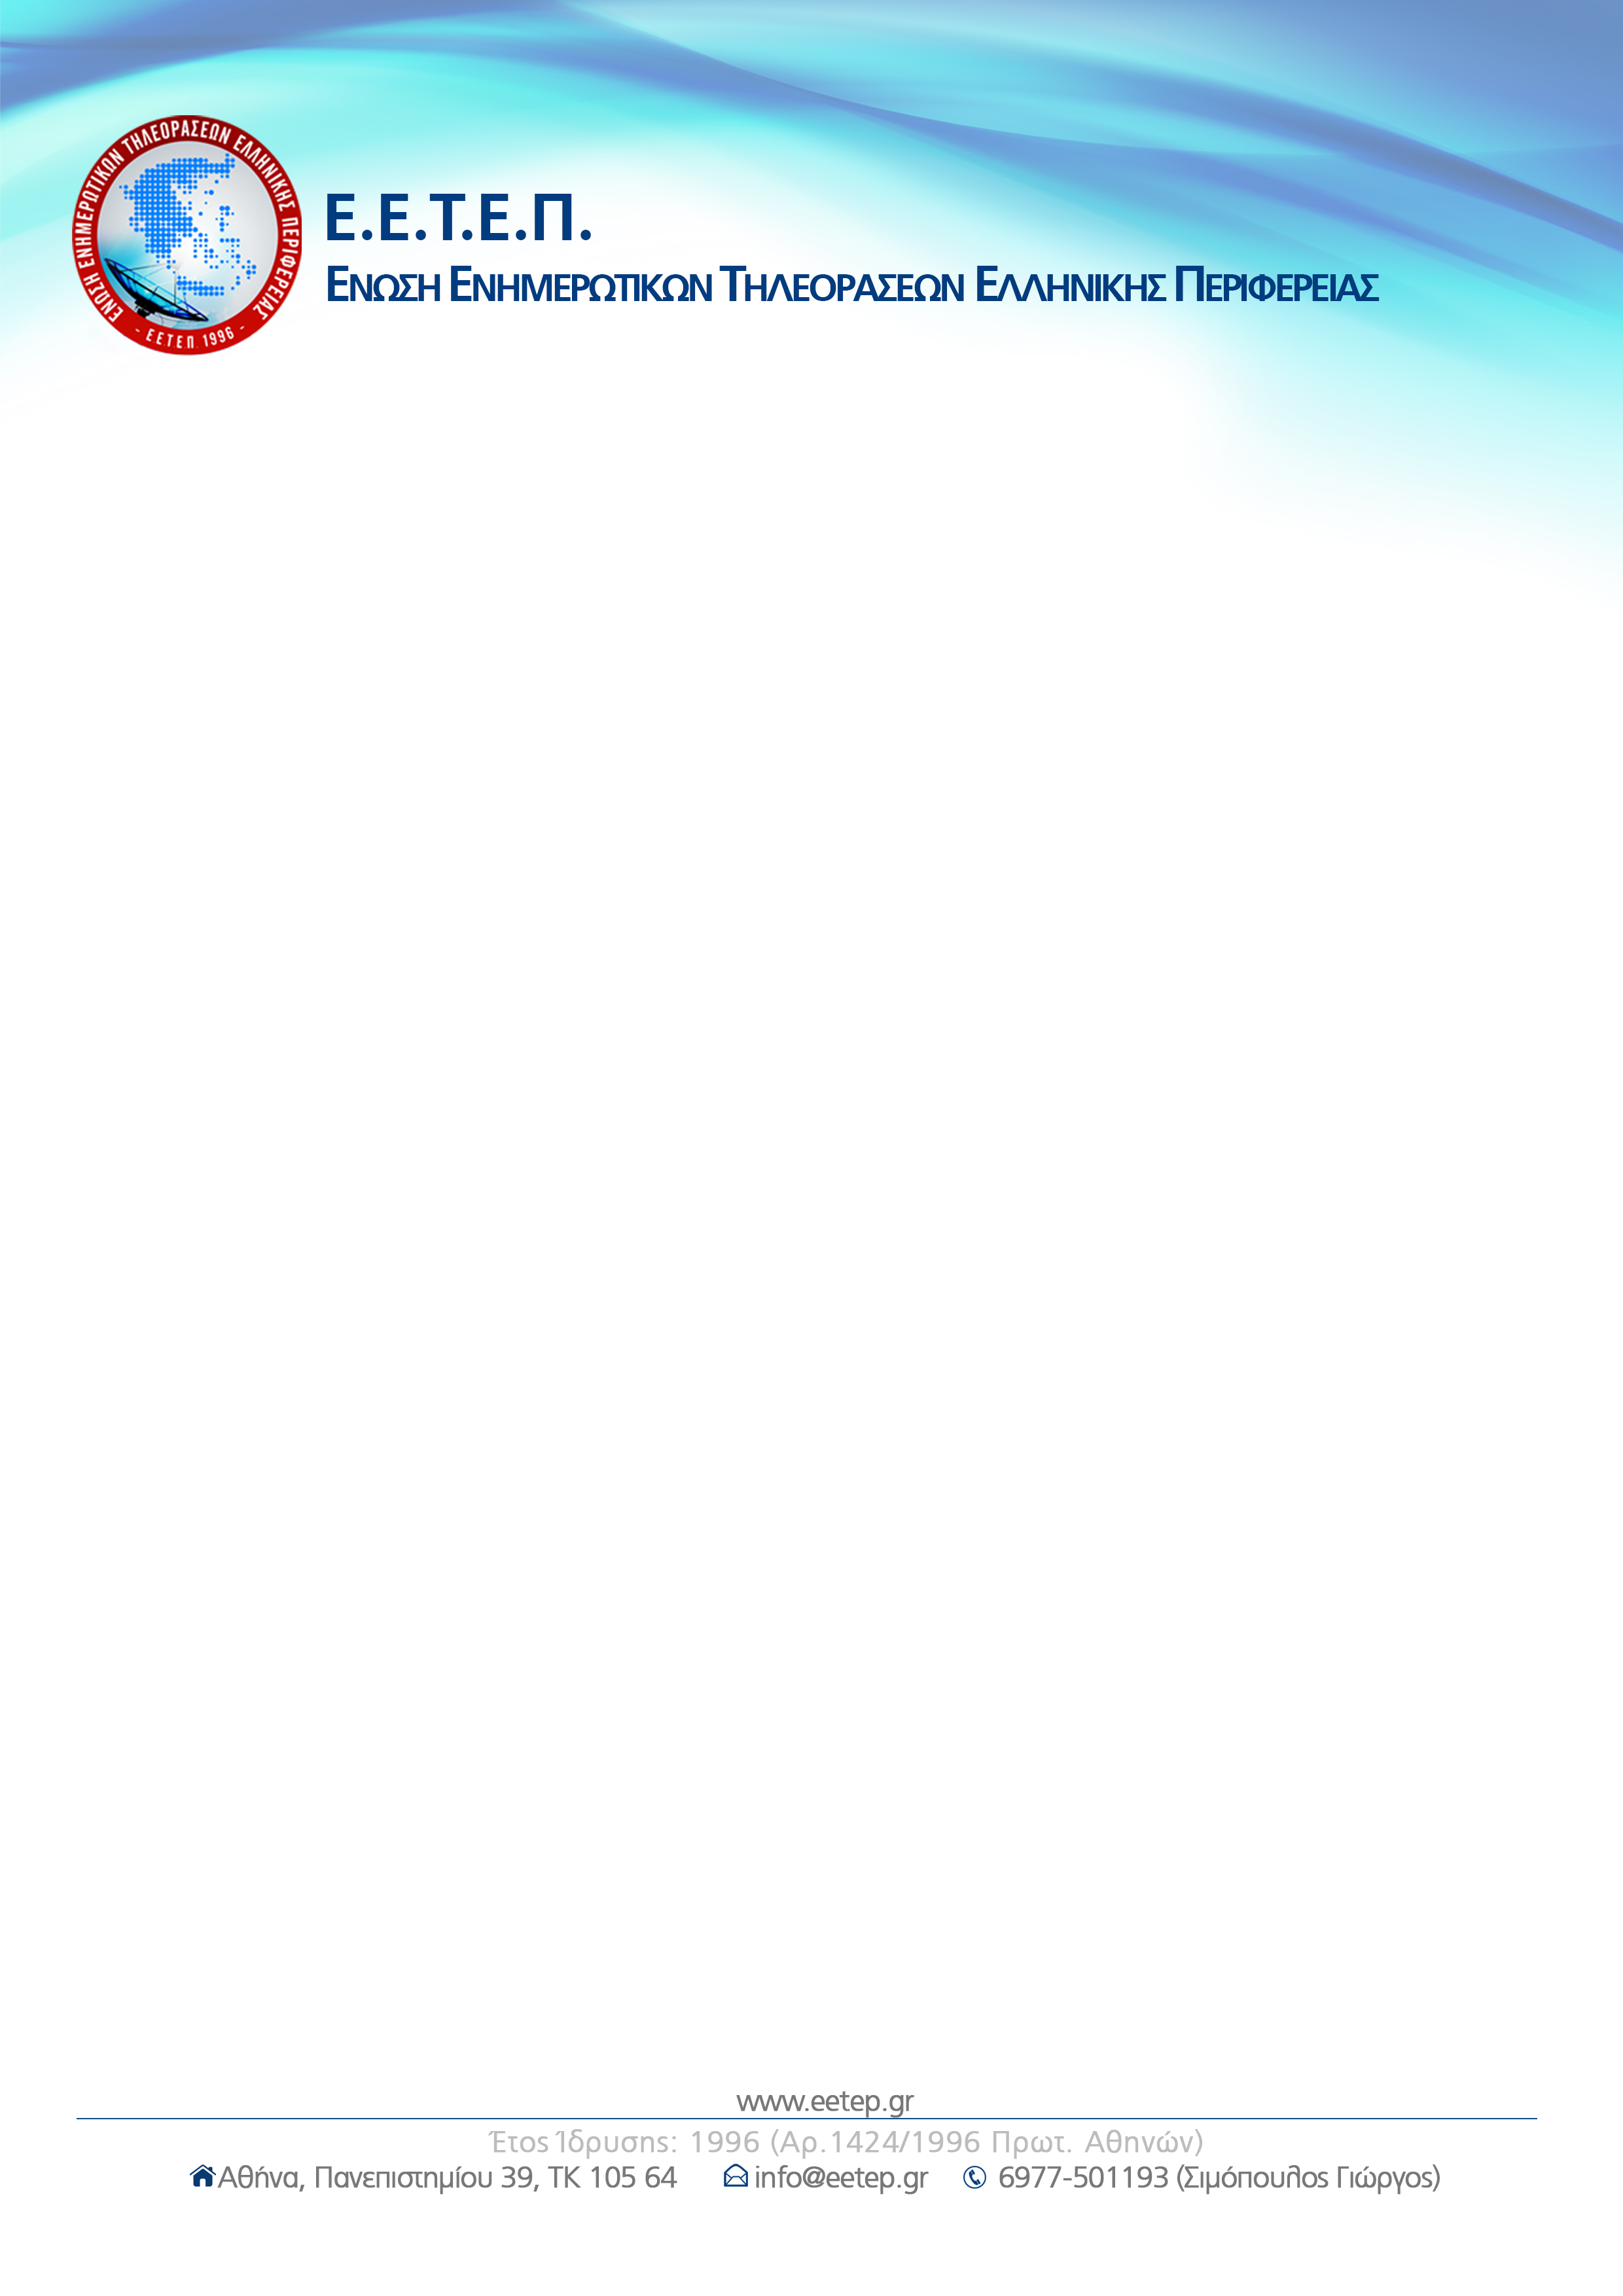 ΕΝΩΣΗ ΕΝΗΜΕΡΩΤΙΚΩΝ ΤΗΛΕΟΡΑΣΕΩΝ ΕΛΛΗΝΙΚΗΣ ΠΕΡΙΦΕΡΕΙΑΣ
- Ε Ε Τ Ε Π. 1996 -
Ε.Ε.Τ.Ε.Π.
ΕΝΩΣΗ ΕΝΗΜΕΡΩΤΙΚΩΝ ΤΗΛΕΟΡΑΣΕΩΝ ΕΛΛΗΝΙΚΗΣ ΠΕΡΙΦΕΡΕΙΑΣ
www.eetep.gr
Έτος Ίδρυσης: 1996 (Αρ.1424/1996 Πρωτ. Αθηνών)
Αθήνα, Πανεπιστημίου 39, ΤΚ 105 64 info@eetep.gr 6977-501193 (Σιμόπουλος Γιώργος)